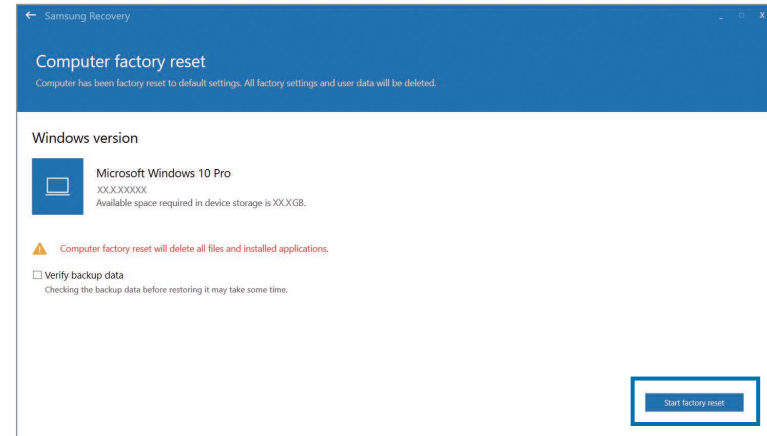 Samsung Recovery
Computer factory reset
Computer has been factory reset to default settings. All factory settings and user data will be deleted.
Windows version
Microsoft Windows 10 Pro
XX.X.XXXXX
Available space required in device storage is XX.XGB.
Computer factory reset will delete all files and installed applications.
Verify backup data
Checking the backup data before restoring it may take some time.
Start factory reset